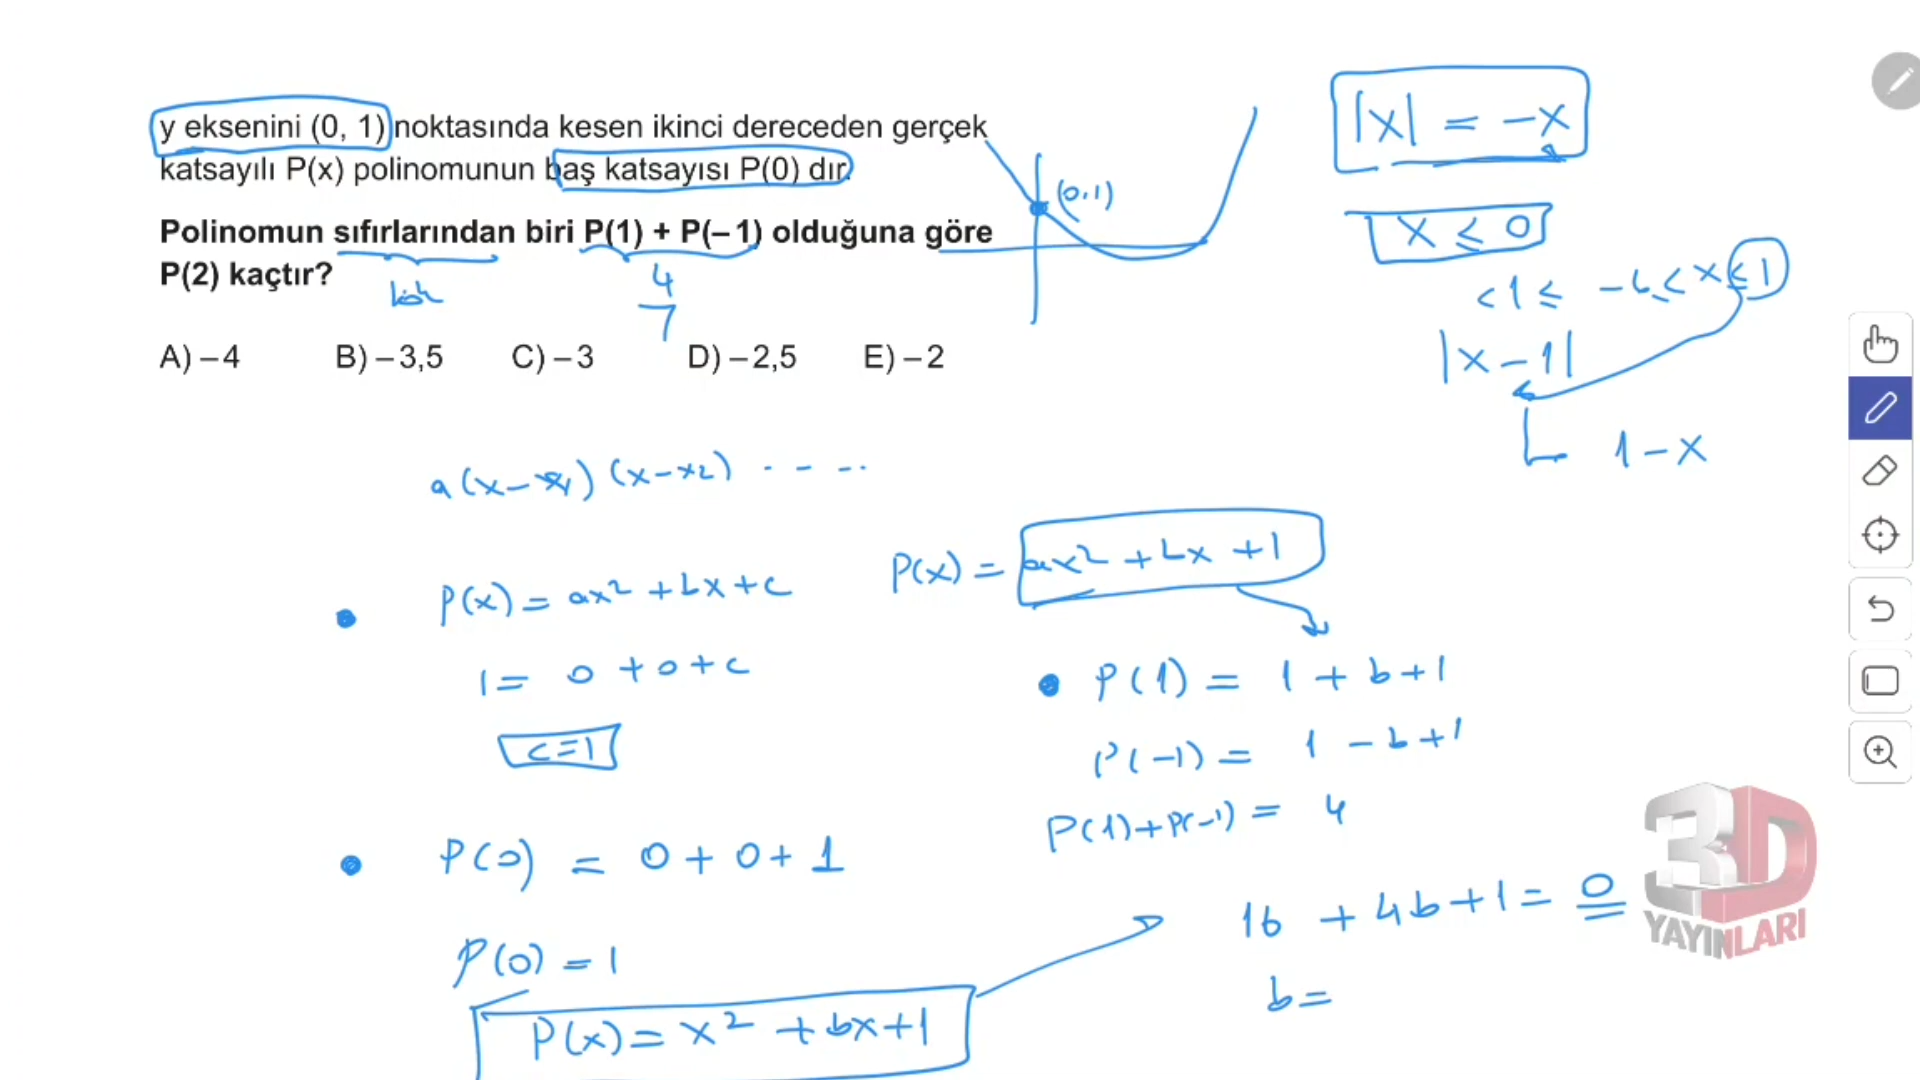 y eksenini (0, 1) noktasında kesen ikinci dereceden gerçek
katsayılı P(x) polinomunun baş katsayısı P(0) dır.
Polinomun sıfırlarından biri P(1) + P(–1) olduğuna göre
P(2) kaçtır?
kök
4
A) – 4 B) – 3,5 C) – 3 D) – 2,5 E) – 2
(0,1)
|x| = -x
x ≤ 0
|x-1|
1-x
a(x-x1)(x-x2) ----
P(x) = ax² + bx + c
1 = 0 + 0 + c
c=1
P(0) = 0 + 0 + 1
P(0) = 1
P(x) = x² + bx + 1
P(x) = ax² + bx + 1
P(1) = 1 + b + 1
P(-1) = 1 - b + 1
P(1) + P(-1) = 4
16 + 4b + 1 = 0
b =
3D
YAYINLARI